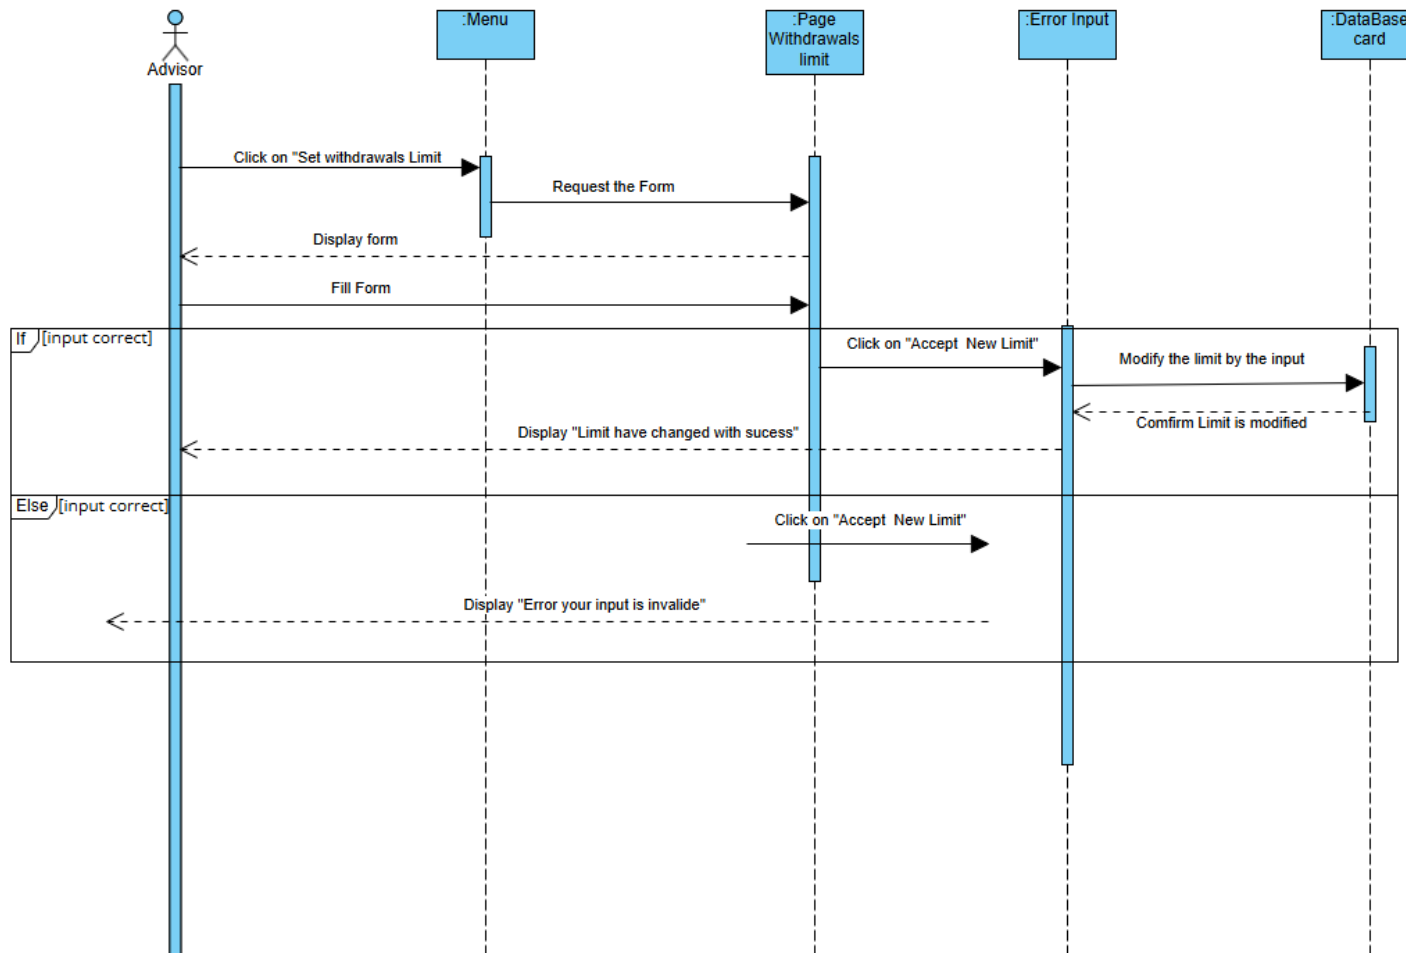 Advisor
:Menu
:Page
Withdrawals
limit
:Error Input
:DataBase
card
Click on "Set withdrawals Limit
Request the Form
Display form
Fill Form
If [input correct]
Click on "Accept New Limit"
Modify the limit by the input
Comfirm Limit is modified
Display "Limit have changed with sucess"
Else [input correct]
Click on "Accept New Limit"
Display "Error your input is invalide"